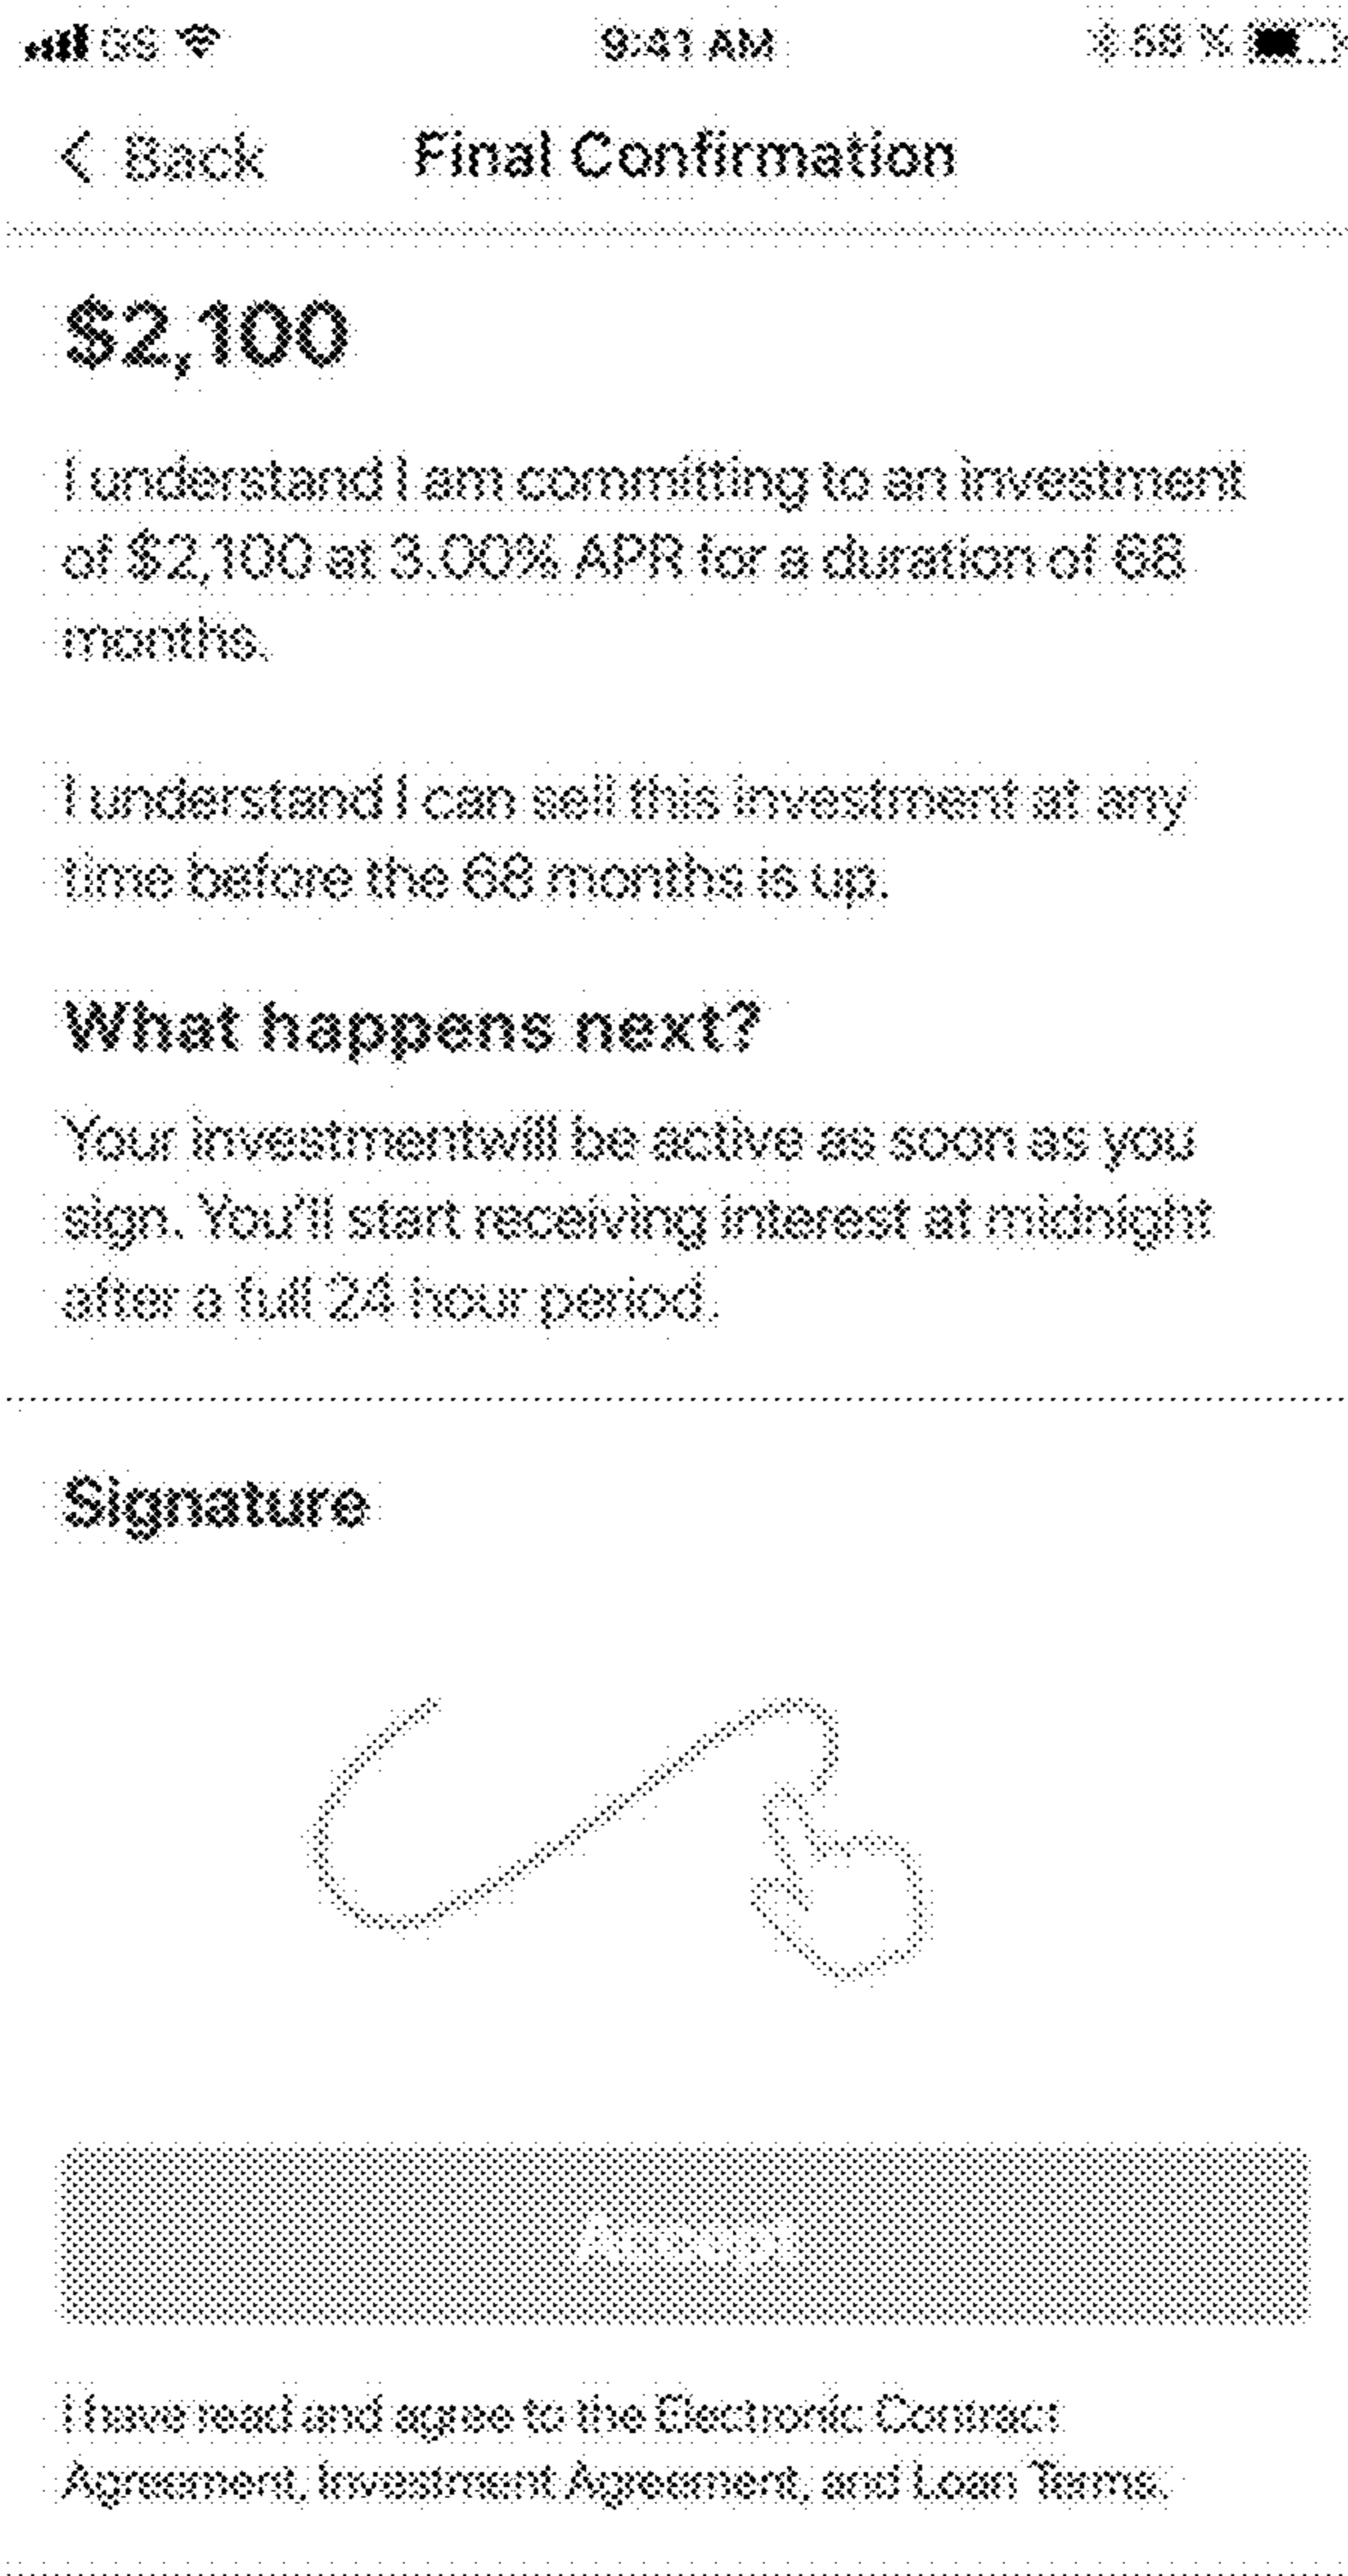 GS 9:41 AM 58 %
< Back Final Confirmation
$2,100
I understand I am committing to an investment
of $2,100 at 3.00% APR for a duration of 68
months.
I understand I can sell this investment at any
time before the 68 months is up.
What happens next?
Your investmentwill be active as soon as you
sign. You'll start receiving interest at midnight
after a full 24 hour period.
Signature
Accept
I have read and agree to the Electronic Contract
Agreement, Investment Agreement, and Loan Terms.